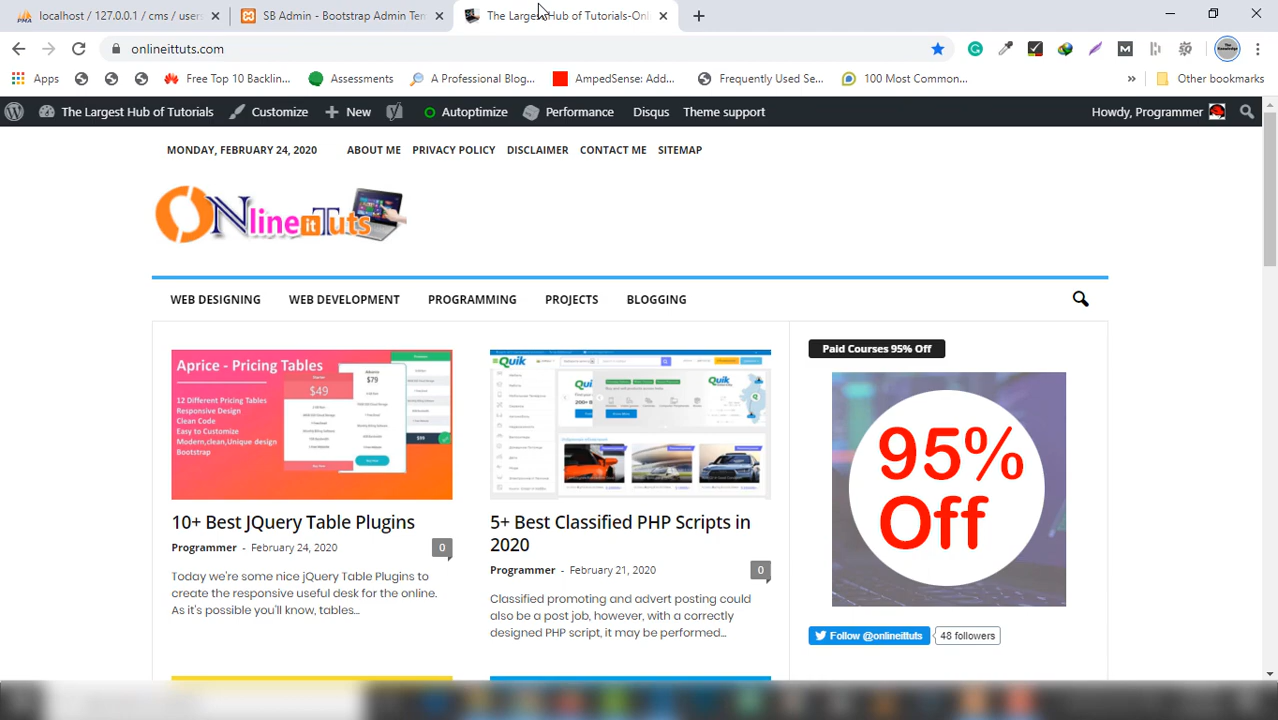 localhost / 127.0.0.1 / cms / users
SB Admin - Bootstrap Admin Tem
The Largest Hub of Tutorials-Onl
onlineittuts.com
Apps
Free Top 10 Backlin...
Assessments
A Professional Blog...
AmpedSense: Add...
Frequently Used Se...
100 Most Common...
Other bookmarks
The Largest Hub of Tutorials
Customize
New
Autoptimize
Performance
Disqus
Theme support
Howdy, Programmer
MONDAY, FEBRUARY 24, 2020
ABOUT ME
PRIVACY POLICY
DISCLAIMER
CONTACT ME
SITEMAP
ONline it Tuts
WEB DESIGNING
WEB DEVELOPMENT
PROGRAMMING
PROJECTS
BLOGGING
Aprice - Pricing Tables
12 Different Pricing Tables
Responsive Design
Clean Code
Easy to Customize
Modern,clean,Unique design
Bootstrap
$49
$79
Quik
10+ Best JQuery Table Plugins
Programmer - February 24, 2020
0
Today we're some nice jQuery Table Plugins to
create the responsive useful desk for the online.
As it's possible you'll know, tables...
5+ Best Classified PHP Scripts in
2020
Programmer - February 21, 2020
0
Classified promoting and advert posting could
also be a post job, however, with a correctly
designed PHP script, it may be performed...
Paid Courses 95% Off
95%
Off
Follow @onlineittuts
48 followers